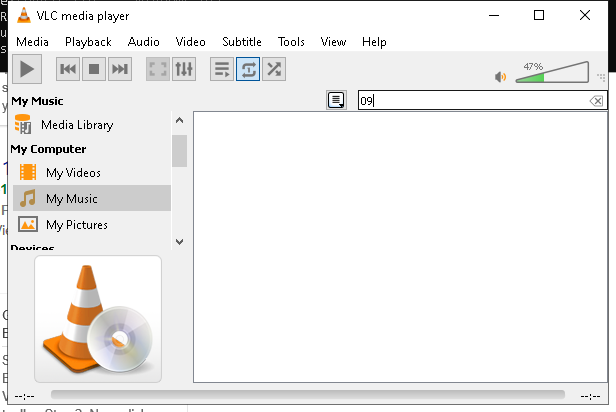 VLC media player
Media Playback Audio Video Subtitle Tools View Help
47%
My Music
09
Media Library
My Computer
My Videos
My Music
My Pictures
Devices
--:-- --:--